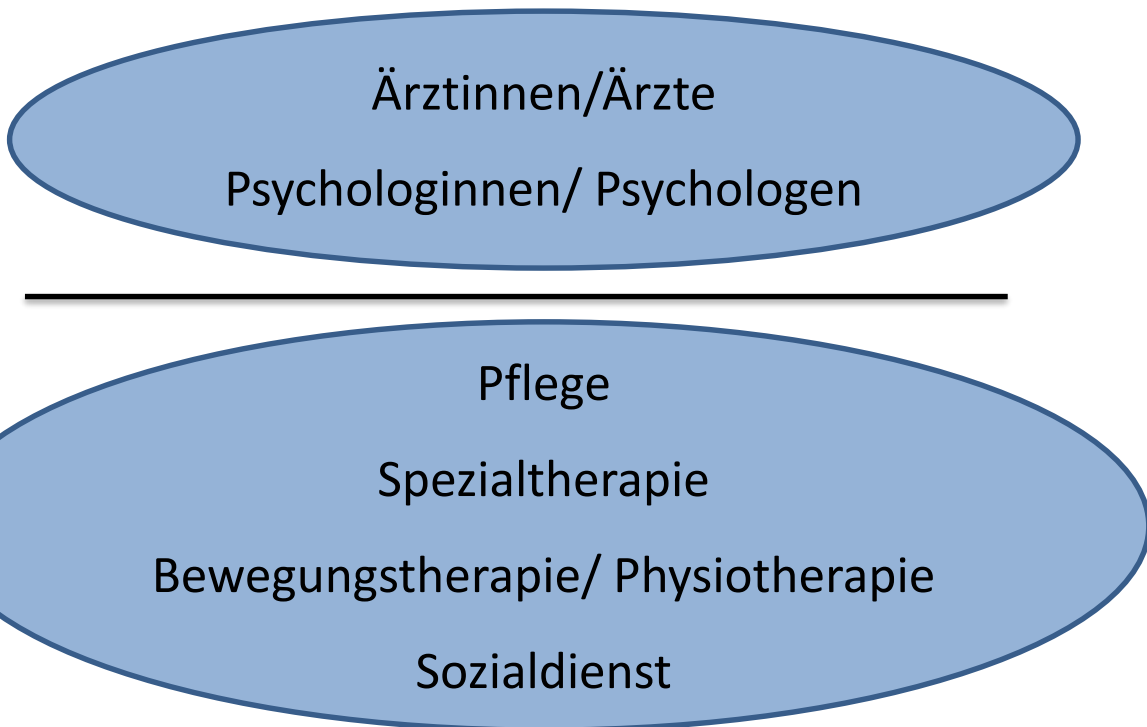 Ärztinnen/Ärzte
Psychologinnen/ Psychologen
Pflege
Spezialtherapie
Bewegungstherapie/ Physiotherapie
Sozialdienst